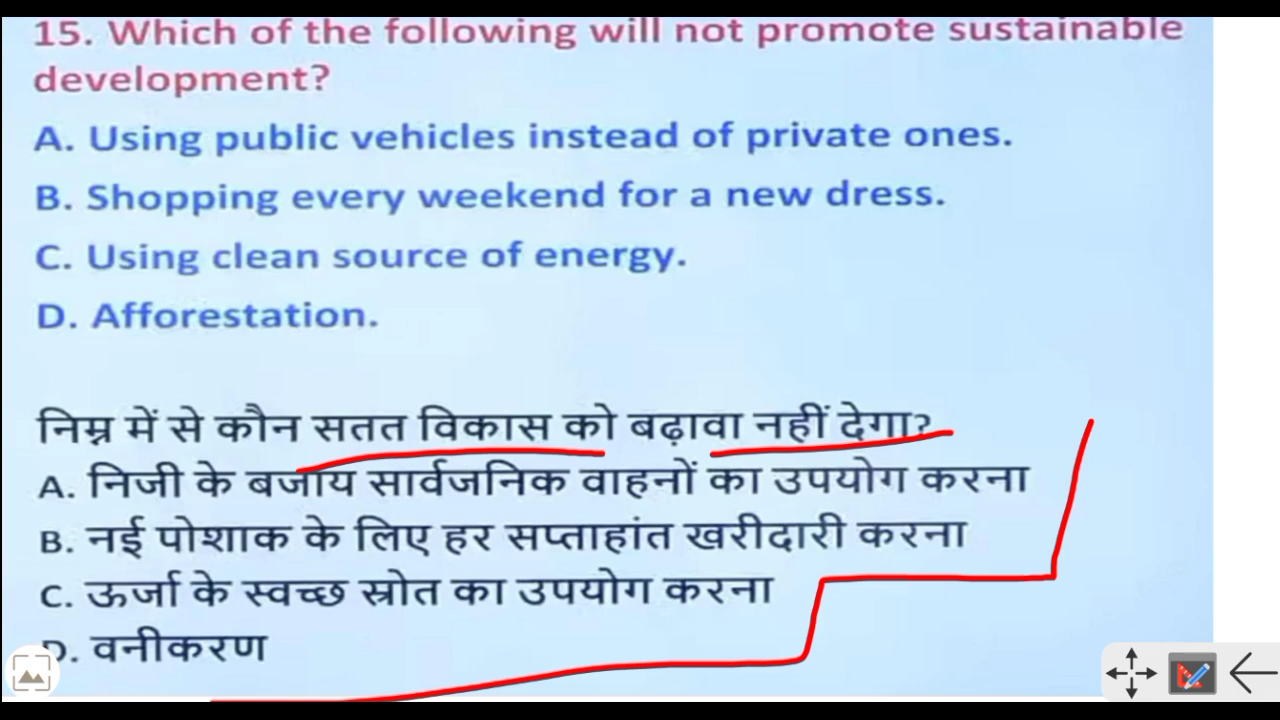 15. Which of the following will not promote sustainable
development?
A. Using public vehicles instead of private ones.
B. Shopping every weekend for a new dress.
C. Using clean source of energy.
D. Afforestation.
निम्न में से कौन सतत विकास को बढ़ावा नहीं देगा?
A. निजी के बजाय सार्वजनिक वाहनों का उपयोग करना
B. नई पोशाक के लिए हर सप्ताहांत खरीदारी करना
C. ऊर्जा के स्वच्छ स्रोत का उपयोग करना
D. वनीकरण